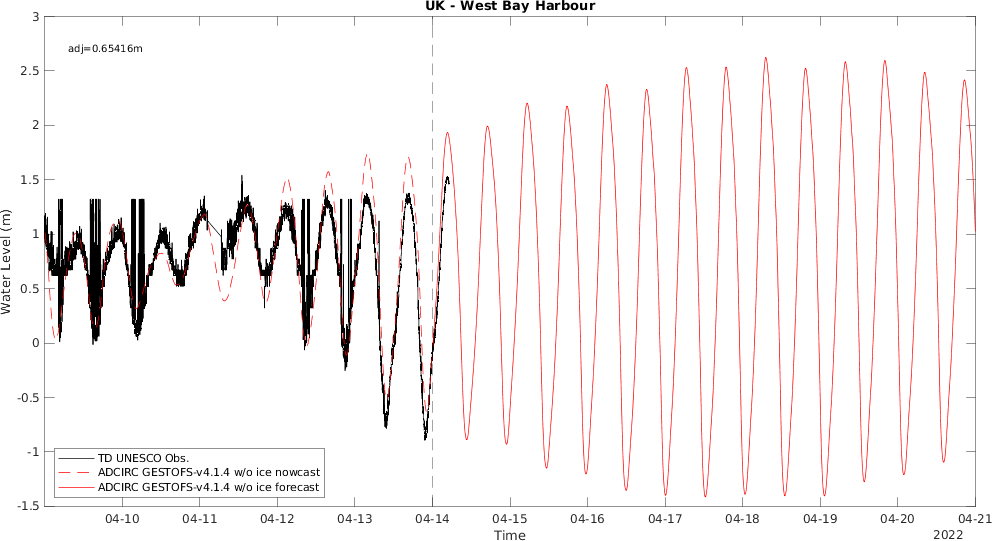 UK - West Bay Harbour
adj=0.65416m
3
2.5
2
1.5
1
0.5
0
-0.5
-1
-1.5
Water Level (m)
TD UNESCO Obs.
ADCIRC GESTOFS-v4.1.4 w/o ice nowcast
ADCIRC GESTOFS-v4.1.4 w/o ice forecast
04-10 04-11 04-12 04-13 04-14 04-15 04-16 04-17 04-18 04-19 04-20 04-21
Time
2022